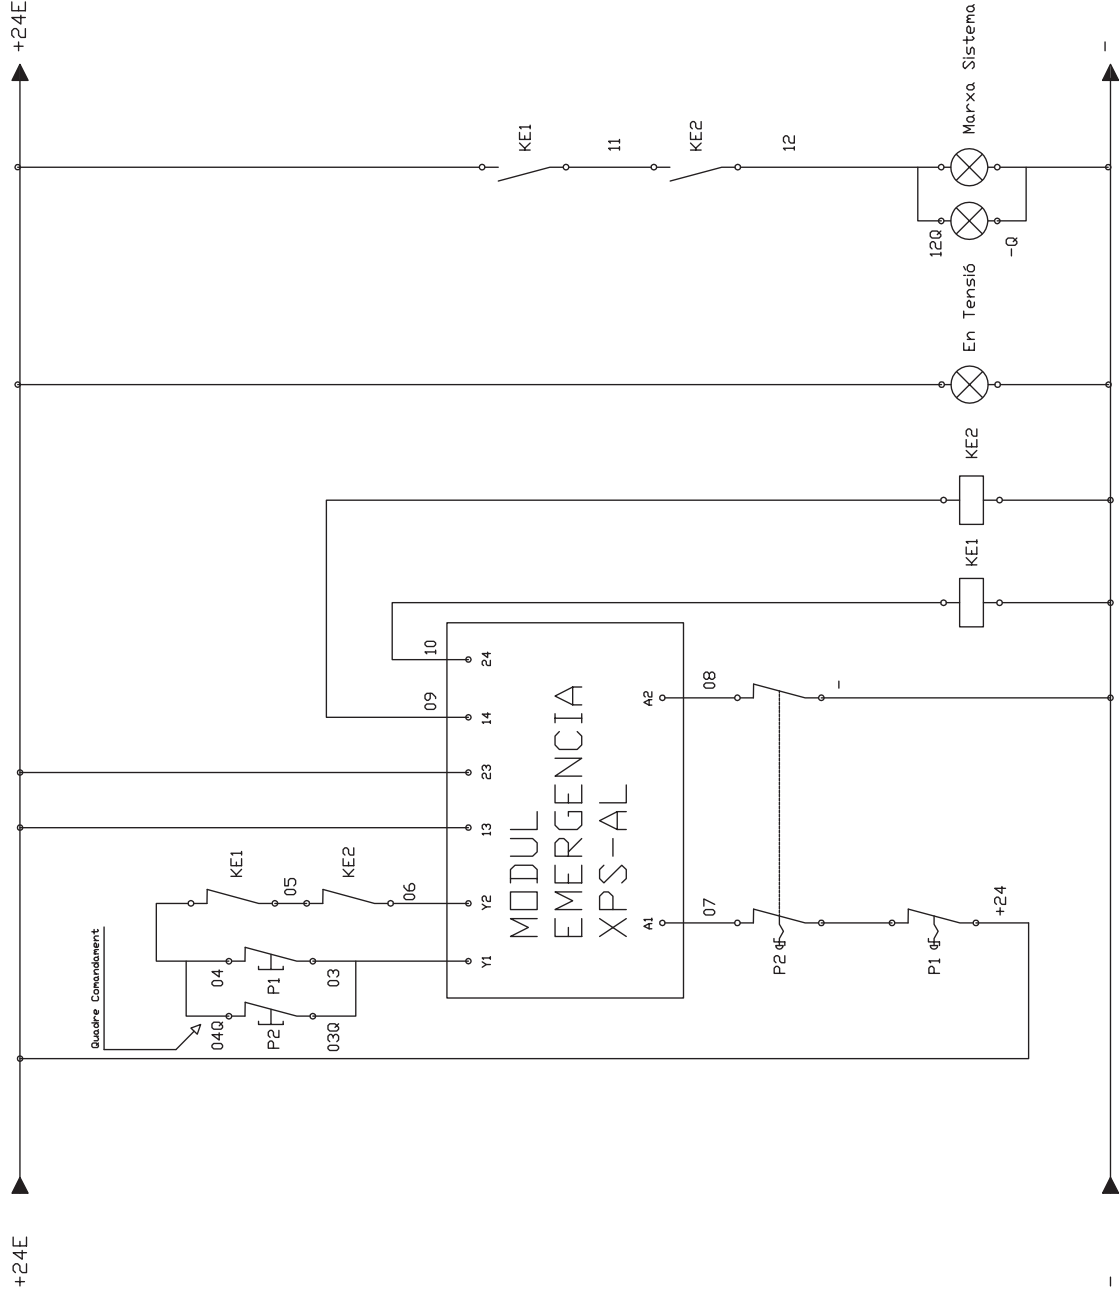 +24E
+24E
Quadre Comandament
04Q
P2
03Q
04
P1
03
KE1
05
KE2
06
Y1
Y2
13
23
14
24
09
10
MODUL
EMERGENCIA
XPS-AL
A1
A2
07
P2
P1
+24
08
-
KE1
KE2
En Tensió
KE1
11
KE2
12
12Q
-Q
Marxa Sistema
-
-